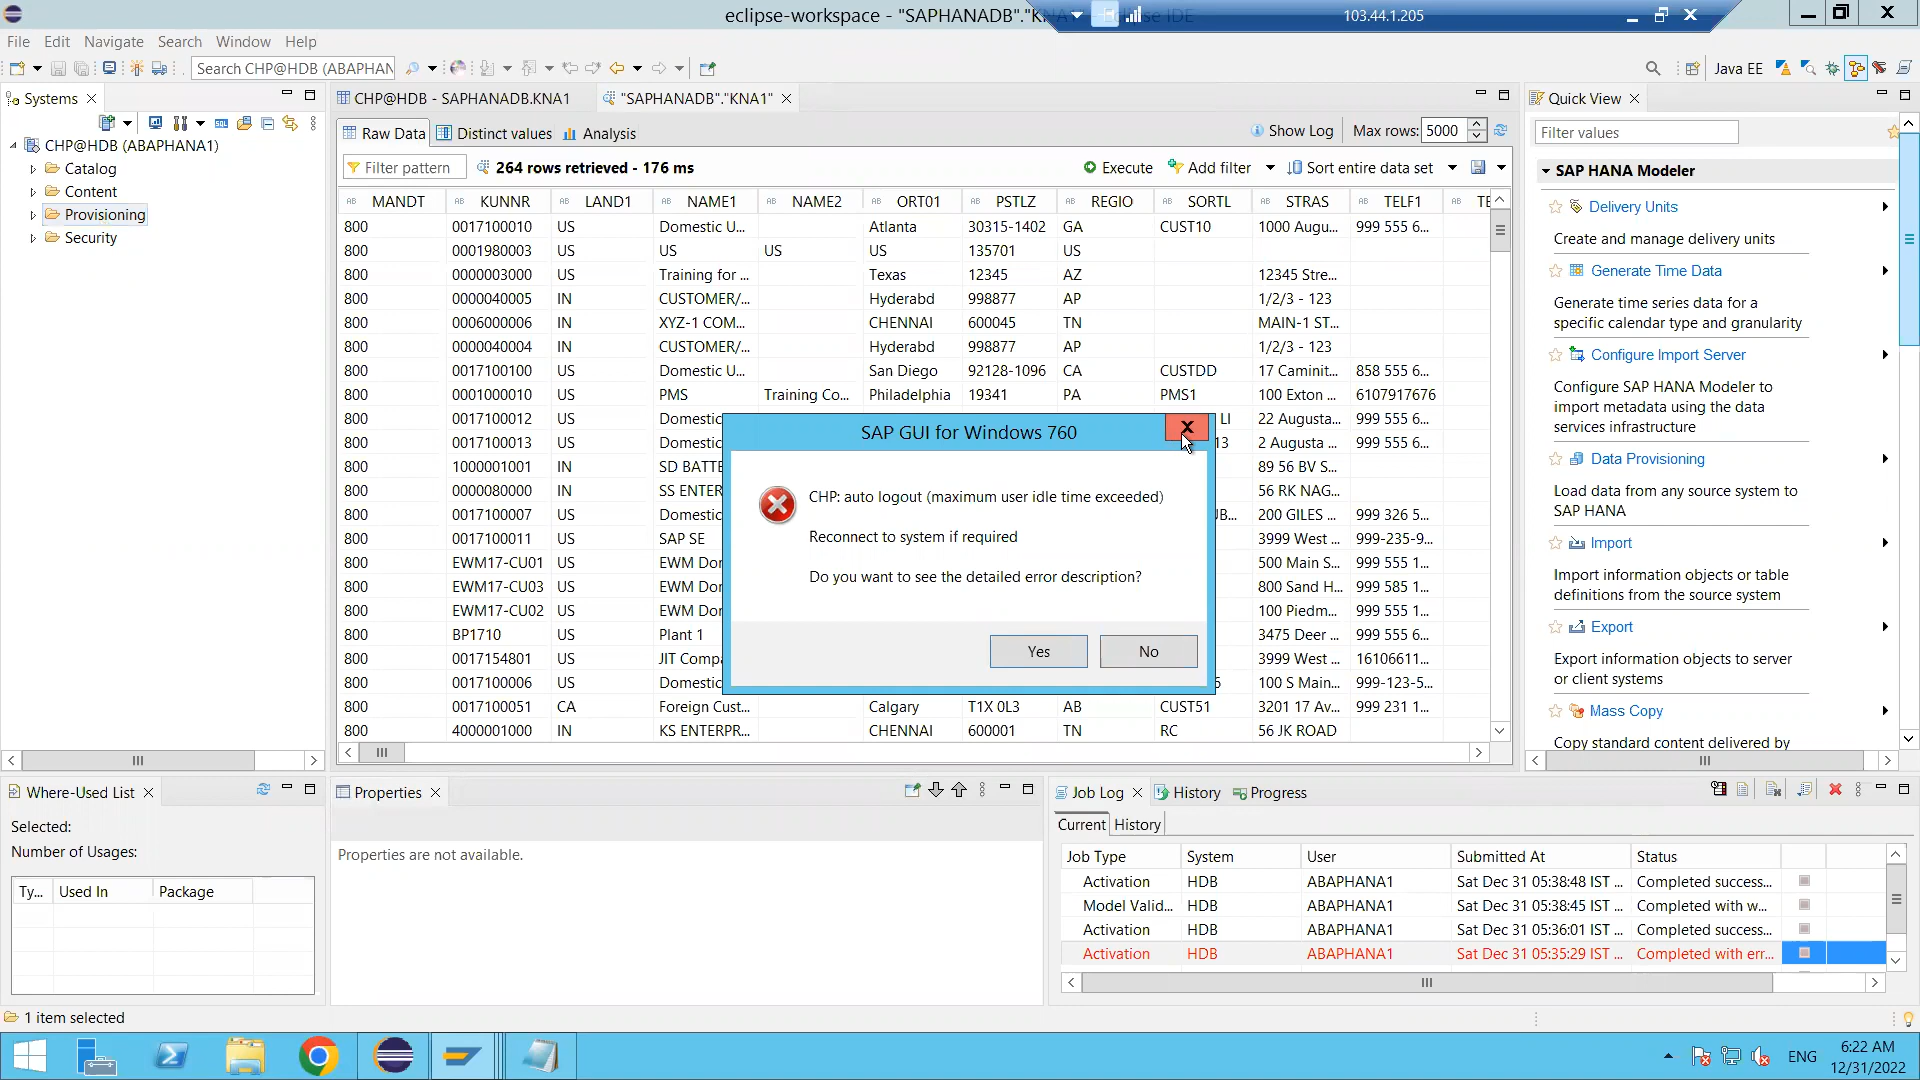 eclipse-workspace - "SAPHANADB"."KNA1" - Eclipse IDE
103.44.1.205
File Edit Navigate Search Window Help
Search CHP@HDB (ABAPHAN
Java EE
Systems
CHP@HDB (ABAPHANA1)
Catalog
Content
Provisioning
Security
CHP@HDB - SAPHANADB.KNA1
"SAPHANADB"."KNA1"
Raw Data Distinct values Analysis
Show Log Max rows: 5000
Filter pattern 264 rows retrieved - 176 ms Execute Add filter Sort entire data set
MANDT KUNNR LAND1 NAME1 NAME2 ORT01 PSTLZ REGIO SORTL STRAS TELF1 TE
800 0017100010 US Domestic U... Atlanta 30315-1402 GA CUST10 1000 Augu... 999 555 6...
800 0001980003 US US US US 135701 US
800 0000003000 US Training for ... Texas 12345 AZ 12345 Stre...
800 0000040005 IN CUSTOMER/... Hyderabd 998877 AP 1/2/3 - 123
800 0006000006 IN XYZ-1 COM... CHENNAI 600045 TN MAIN-1 ST...
800 0000040004 IN CUSTOMER/... Hyderabd 998877 AP 1/2/3 - 123
800 0017100100 US Domestic U... San Diego 92128-1096 CA CUSTDD 17 Caminit... 858 555 6...
800 0001000010 US PMS Training Co... Philadelphia 19341 PA PMS1 100 Exton ... 6107917676
800 0017100012 US Domestic LI 22 Augusta... 999 555 6...
800 0017100013 US Domestic 13 2 Augusta ... 999 555 6...
800 1000001001 IN SD BATTE 89 56 BV S...
800 0000080000 IN SS ENTER 56 RK NAG...
800 0017100007 US Domestic JB... 200 GILES ... 999 326 5...
800 0017100011 US SAP SE 3999 West ... 999-235-9...
800 EWM17-CU01 US EWM Dor 500 Main S... 999 555 1...
800 EWM17-CU03 US EWM Dor 800 Sand H... 999 585 1...
800 EWM17-CU02 US EWM Dor 100 Piedm... 999 555 1...
800 BP1710 US Plant 1 3475 Deer ... 999 555 6...
800 0017154801 US JIT Compa 3999 West ... 16106611...
800 0017100006 US Domestic 6 100 S Main... 999-123-5...
800 0017100051 CA Foreign Cust... Calgary T1X 0L3 AB CUST51 3201 17 Av... 999 231 1...
800 4000001000 IN KS ENTERPR... CHENNAI 600001 TN RC 56 JK ROAD
SAP GUI for Windows 760
CHP: auto logout (maximum user idle time exceeded)
Reconnect to system if required
Do you want to see the detailed error description?
Yes No
Quick View
Filter values
SAP HANA Modeler
Delivery Units
Create and manage delivery units
Generate Time Data
Generate time series data for a
specific calendar type and granularity
Configure Import Server
Configure SAP HANA Modeler to
import metadata using the data
services infrastructure
Data Provisioning
Load data from any source system to
SAP HANA
Import
Import information objects or table
definitions from the source system
Export
Export information objects to server
or client systems
Mass Copy
Copy standard content delivered by
Where-Used List
Selected:
Number of Usages:
Ty... Used In Package
Properties
Properties are not available.
Job Log History Progress
Current History
Job Type System User Submitted At Status
Activation HDB ABAPHANA1 Sat Dec 31 05:38:48 IST ... Completed success...
Model Valid... HDB ABAPHANA1 Sat Dec 31 05:38:45 IST ... Completed with w...
Activation HDB ABAPHANA1 Sat Dec 31 05:36:01 IST ... Completed success...
Activation HDB ABAPHANA1 Sat Dec 31 05:35:29 IST ... Completed with err...
1 item selected
ENG
6:22 AM
12/31/2022